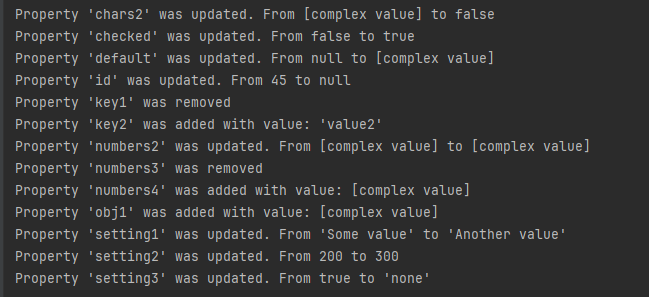 Property 'chars2' was updated. From [complex value] to false
Property 'checked' was updated. From false to true
Property 'default' was updated. From null to [complex value]
Property 'id' was updated. From 45 to null
Property 'key1' was removed
Property 'key2' was added with value: 'value2'
Property 'numbers2' was updated. From [complex value] to [complex value]
Property 'numbers3' was removed
Property 'numbers4' was added with value: [complex value]
Property 'obj1' was added with value: [complex value]
Property 'setting1' was updated. From 'Some value' to 'Another value'
Property 'setting2' was updated. From 200 to 300
Property 'setting3' was updated. From true to 'none'